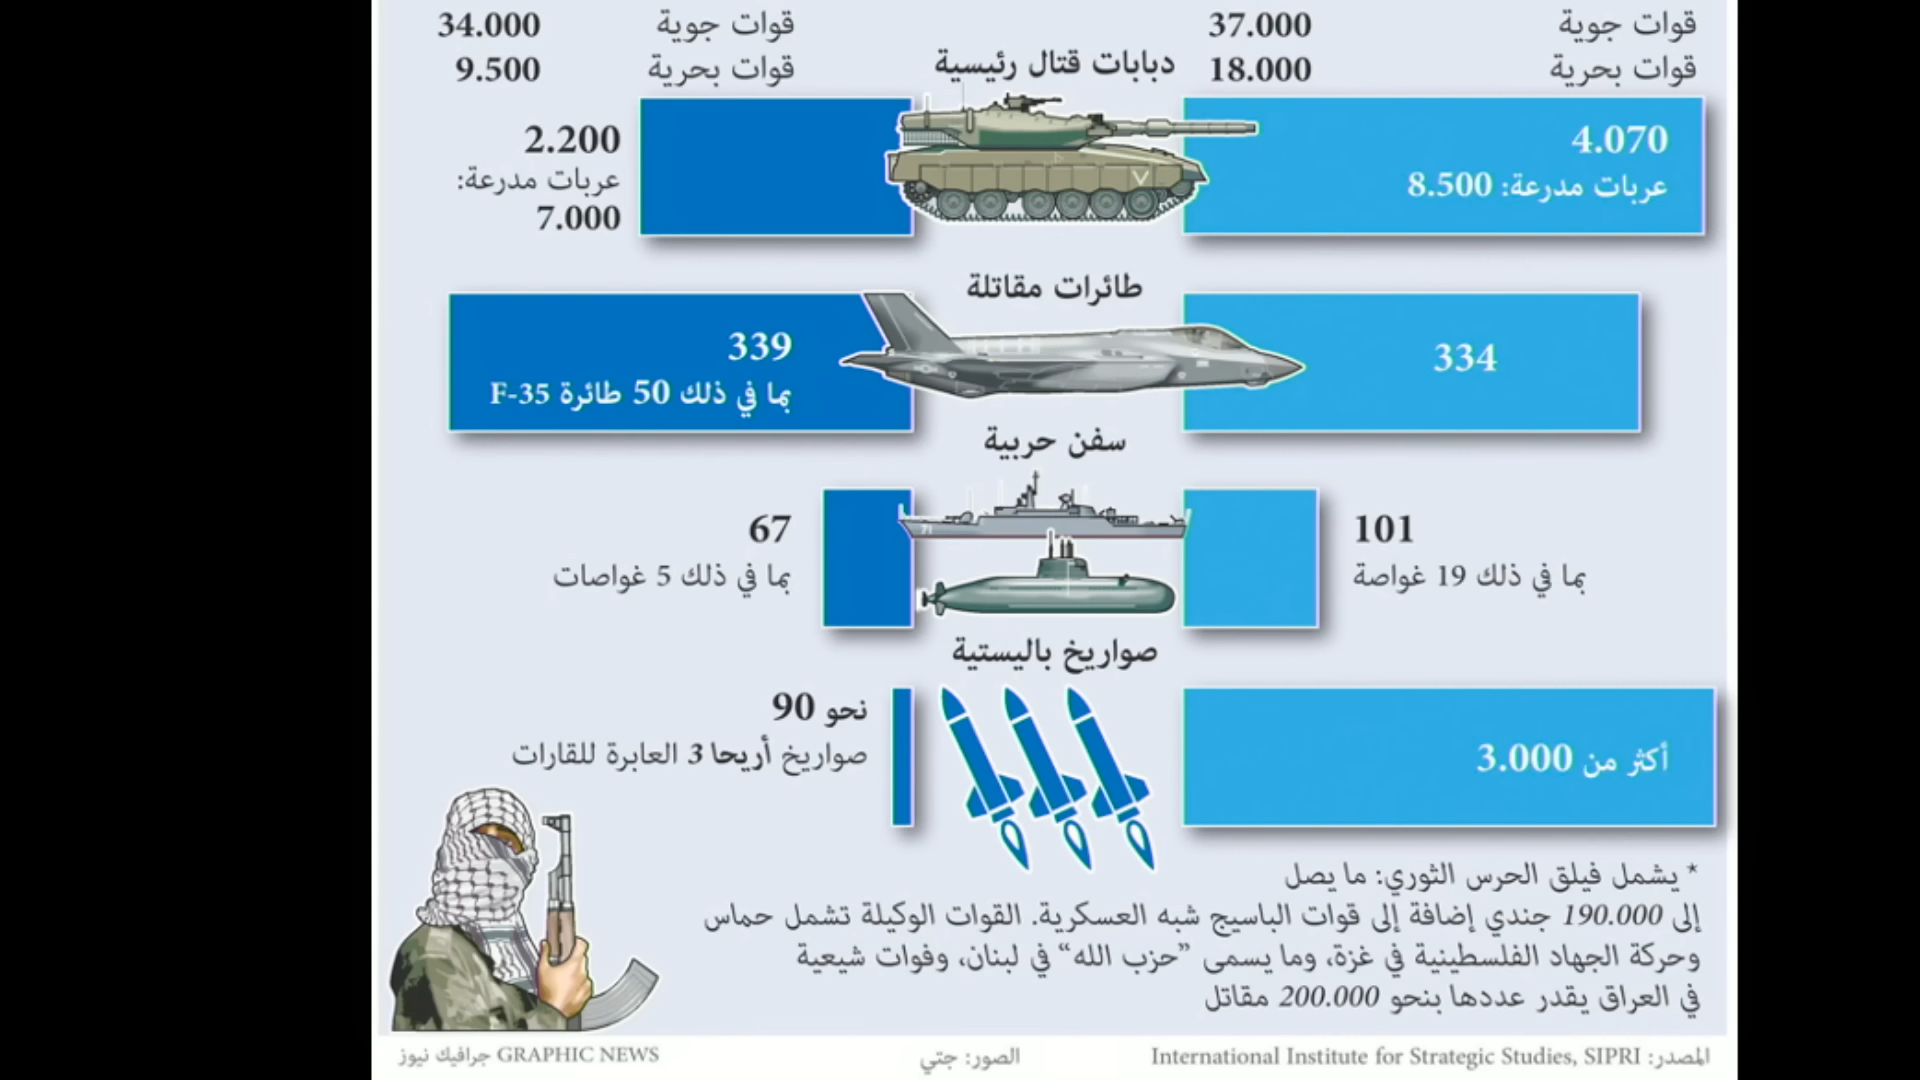 قوات جوية 37.000
قوات بحرية 18.000
قوات جوية 34.000
قوات بحرية 9.500
دبابات قتال رئيسية
4.070
عربات مدرعة: 8.500
2.200
عربات مدرعة:
7.000
طائرات مقاتلة
334
339
بما في ذلك 50 طائرة F-35
سفن حربية
101
بما في ذلك 19 غواصة
67
بما في ذلك 5 غواصات
71
صواريخ باليستية
أكثر من 3.000
نحو 90
صواريخ أريحا 3 العابرة للقارات
* يشمل فيلق الحرس الثوري: ما يصل
إلى 190.000 جندي إضافة إلى قوات الباسيج شبه العسكرية. القوات الوكيلة تشمل حماس
وحركة الجهاد الفلسطينية في غزة، وما يسمى ”حزب الله“ في لبنان، وفوات شيعية
في العراق يقدر عددها بنحو 200.000 مقاتل
المصدر: International Institute for Strategic Studies, SIPRI
الصور: جتي
GRAPHIC NEWS جرافيك نيوز